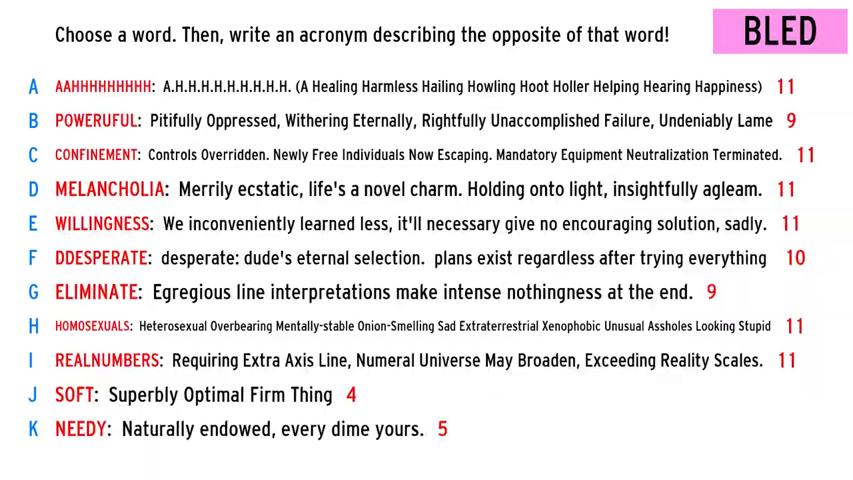 Choose a word. Then, write an acronym describing the opposite of that word!
BLED
A AAHHHHHHHHH: A.H.H.H.H.H.H.H.H.H. (A Healing Harmless Hailing Howling Hoot Holler Helping Hearing Happiness) 11
B POWERUFUL: Pitifully Oppressed, Withering Eternally, Rightfully Unaccomplished Failure, Undeniably Lame 9
C CONFINEMENT: Controls Overridden. Newly Free Individuals Now Escaping. Mandatory Equipment Neutralization Terminated. 11
D MELANCHOLIA: Merrily ecstatic, life's a novel charm. Holding onto light, insightfully agleam. 11
E WILLINGNESS: We inconveniently learned less, it'll necessary give no encouraging solution, sadly. 11
F DDESPERATE: desperate: dude's eternal selection. plans exist regardless after trying everything 10
G ELIMINATE: Egregious line interpretations make intense nothingness at the end. 9
H HOMOSEXUALS: Heterosexual Overbearing Mentally-stable Onion-Smelling Sad Extraterrestrial Xenophobic Unusual Assholes Looking Stupid 11
I REALNUMBERS: Requiring Extra Axis Line, Numeral Universe May Broaden, Exceeding Reality Scales. 11
J SOFT: Superbly Optimal Firm Thing 4
K NEEDY: Naturally endowed, every dime yours. 5